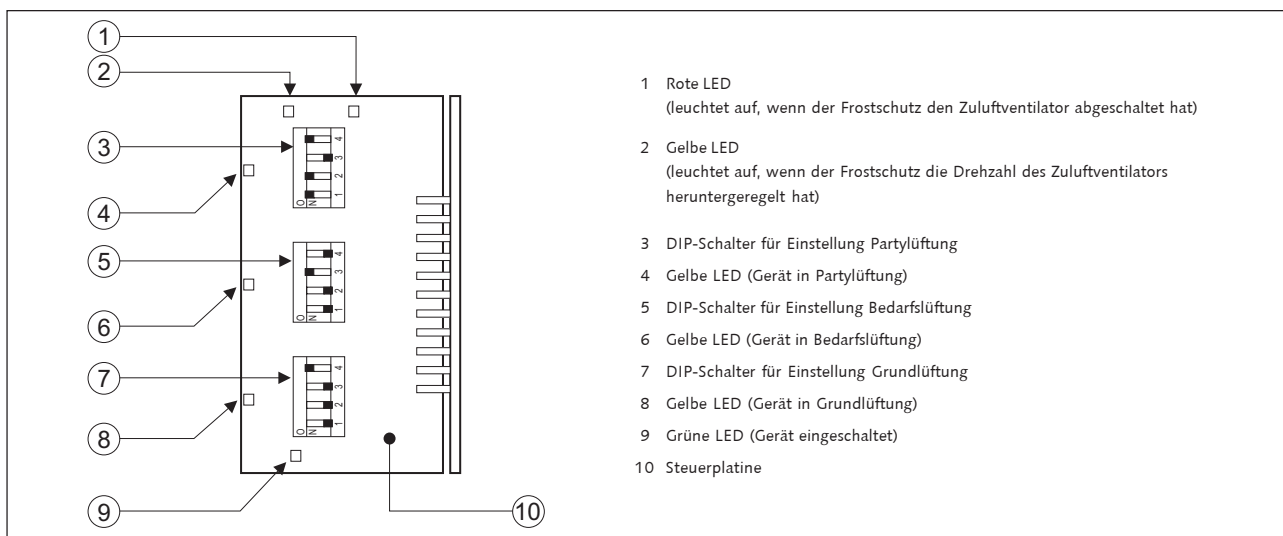 1
2
3
4
5
6
7
8
9
10
4
3
2
1
O
N
4
3
2
1
O
N
4
3
2
1
O
N
1 Rote LED
(leuchtet auf, wenn der Frostschutz den Zuluftventilator abgeschaltet hat)
2 Gelbe LED
(leuchtet auf, wenn der Frostschutz die Drehzahl des Zuluftventilators
heruntergeregelt hat)
3 DIP-Schalter für Einstellung Partylüftung
4 Gelbe LED (Gerät in Partylüftung)
5 DIP-Schalter für Einstellung Bedarfslüftung
6 Gelbe LED (Gerät in Bedarfslüftung)
7 DIP-Schalter für Einstellung Grundlüftung
8 Gelbe LED (Gerät in Grundlüftung)
9 Grüne LED (Gerät eingeschaltet)
10 Steuerplatine